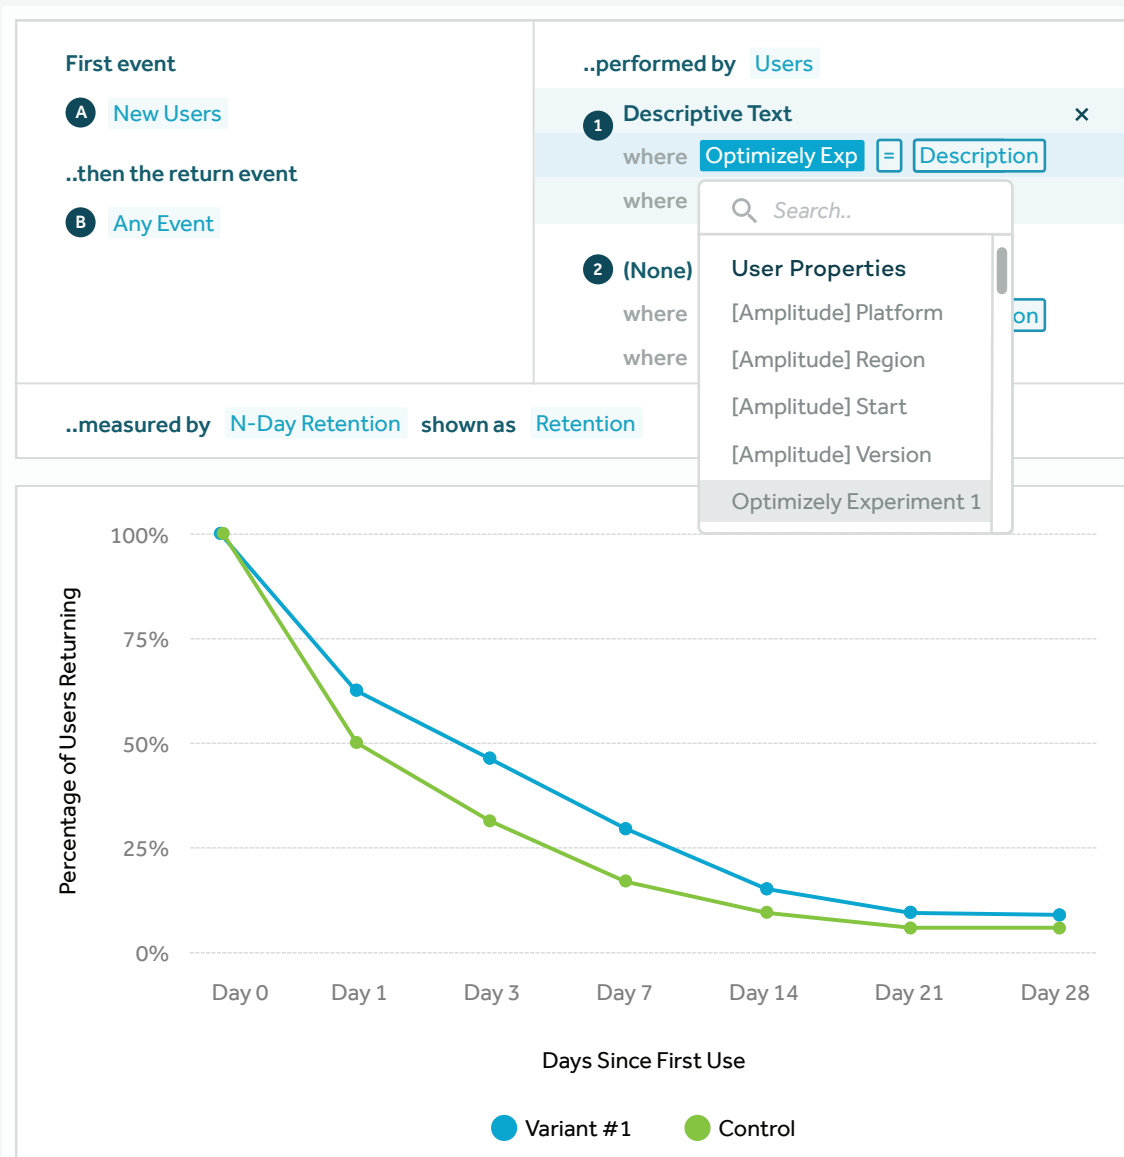 First event
A New Users
..then the return event
B Any Event
..performed by Users
1 Descriptive Text ×
where Optimizely Exp = Description
where
Search..
2 (None)
where on
where
User Properties
[Amplitude] Platform
[Amplitude] Region
[Amplitude] Start
[Amplitude] Version
Optimizely Experiment 1
..measured by N-Day Retention shown as Retention
Percentage of Users Returning
100%
75%
50%
25%
0%
Day 0 Day 1 Day 3 Day 7 Day 14 Day 21 Day 28
Days Since First Use
Variant #1 Control